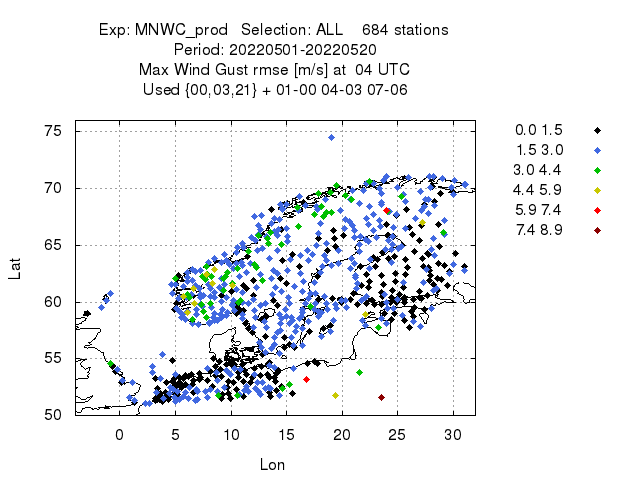 Exp: MNWC_prod Selection: ALL 684 stations
Period: 20220501-20220520
Max Wind Gust rmse [m/s] at 04 UTC
Used {00,03,21} + 01-00 04-03 07-06
75
70
65
60
55
50
Lat
0 5 10 15 20 25 30
Lon
0.0 1.5
1.5 3.0
3.0 4.4
4.4 5.9
5.9 7.4
7.4 8.9